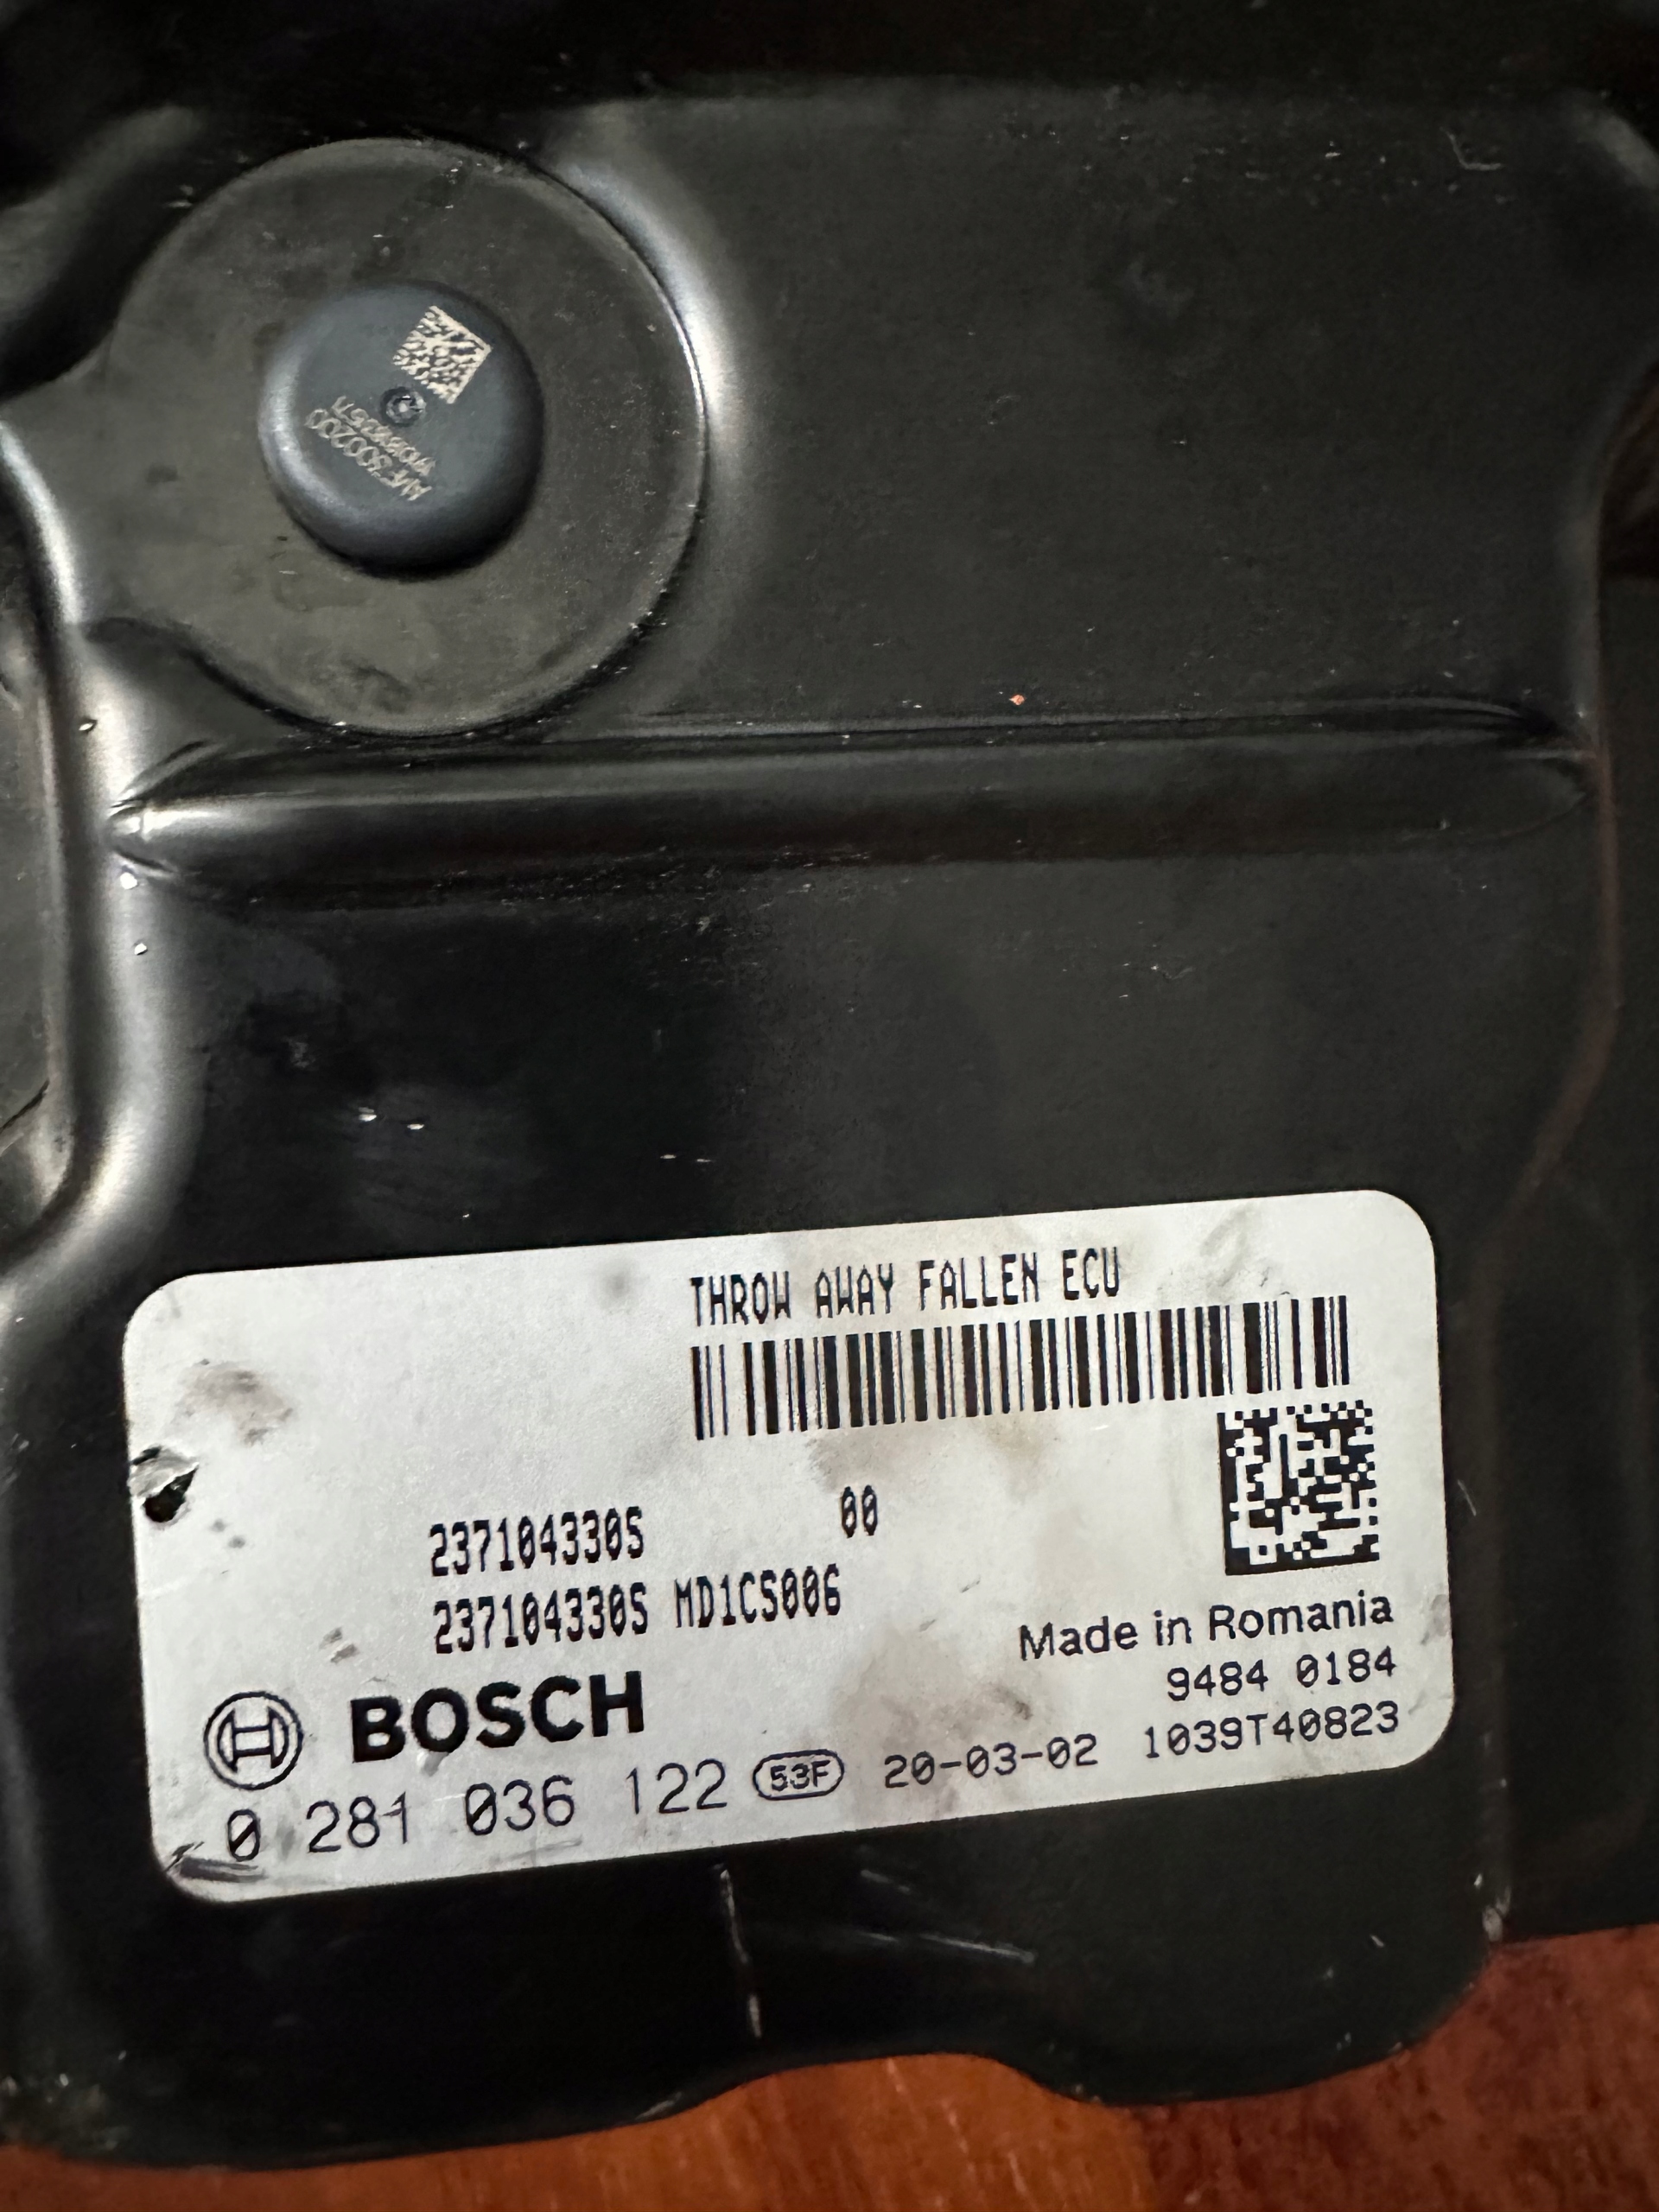 THROW AWAY FALLEN ECU
237104330S 00
237104330S MD1CS006
Made in Romania
9484 0184
BOSCH
0 281 036 122 53F 20-03-02 1039T40823